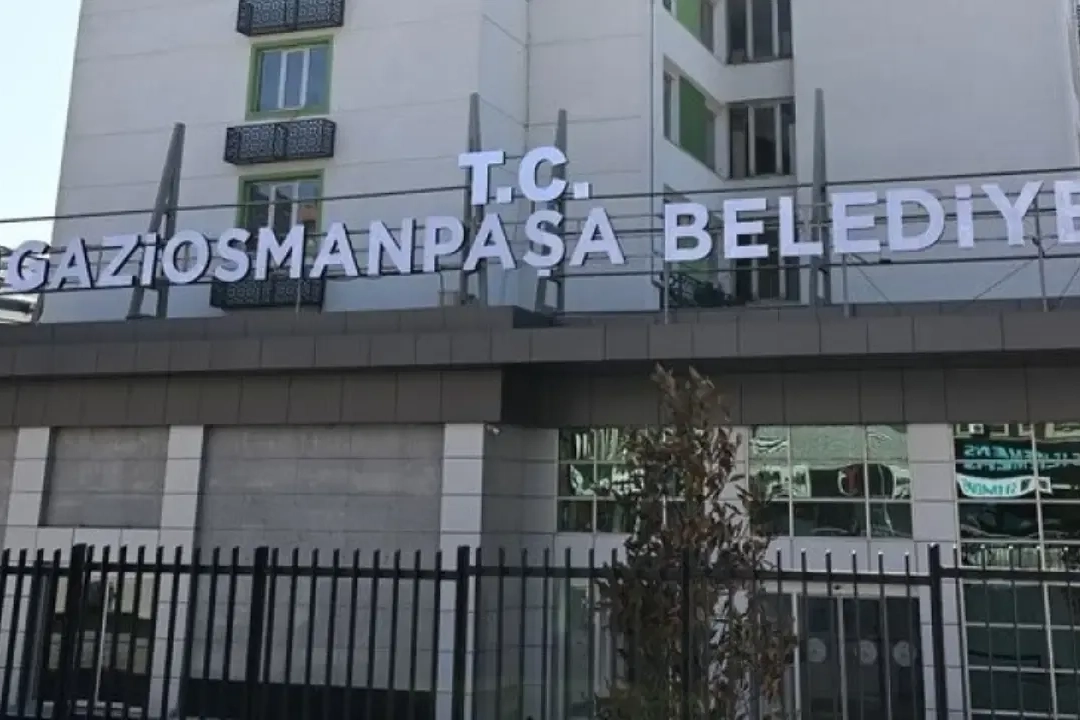 T.C.
GAZiOSMANPAŞA BELEDiYE